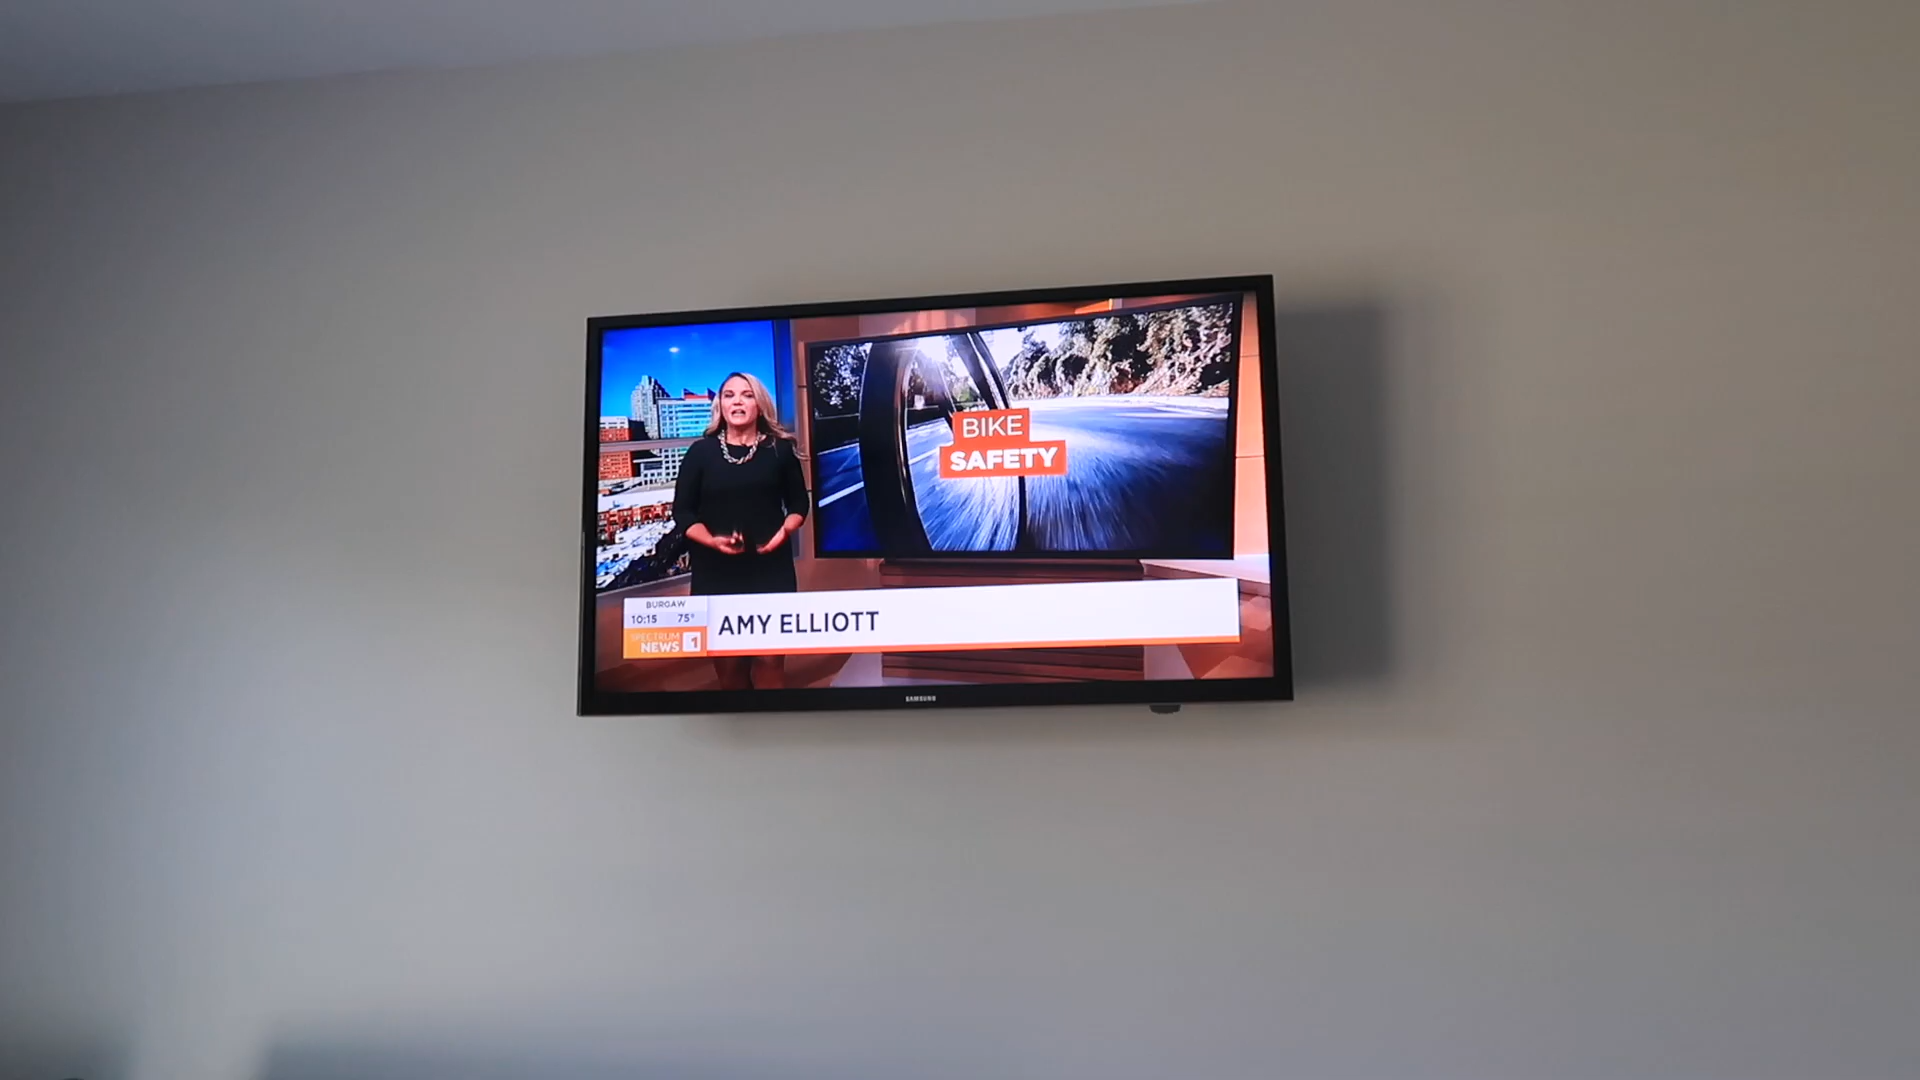 BIKE
SAFETY
BURGAW
10:15 75°
SPECTRUM
NEWS 1
AMY ELLIOTT
SAMSUNG